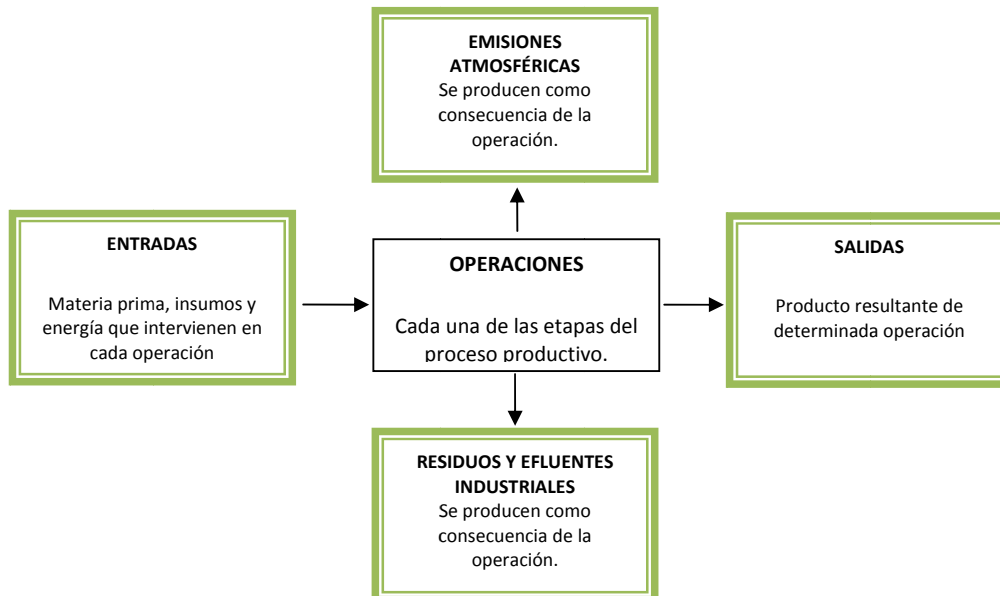 EMISIONES
ATMOSFÉRICAS
Se producen como
consecuencia de la
operación.
ENTRADAS
Materia prima, insumos y
energía que intervienen en
cada operación
OPERACIONES
Cada una de las etapas del
proceso productivo.
SALIDAS
Producto resultante de
determinada operación
RESIDUOS Y EFLUENTES
INDUSTRIALES
Se producen como
consecuencia de la
operación.